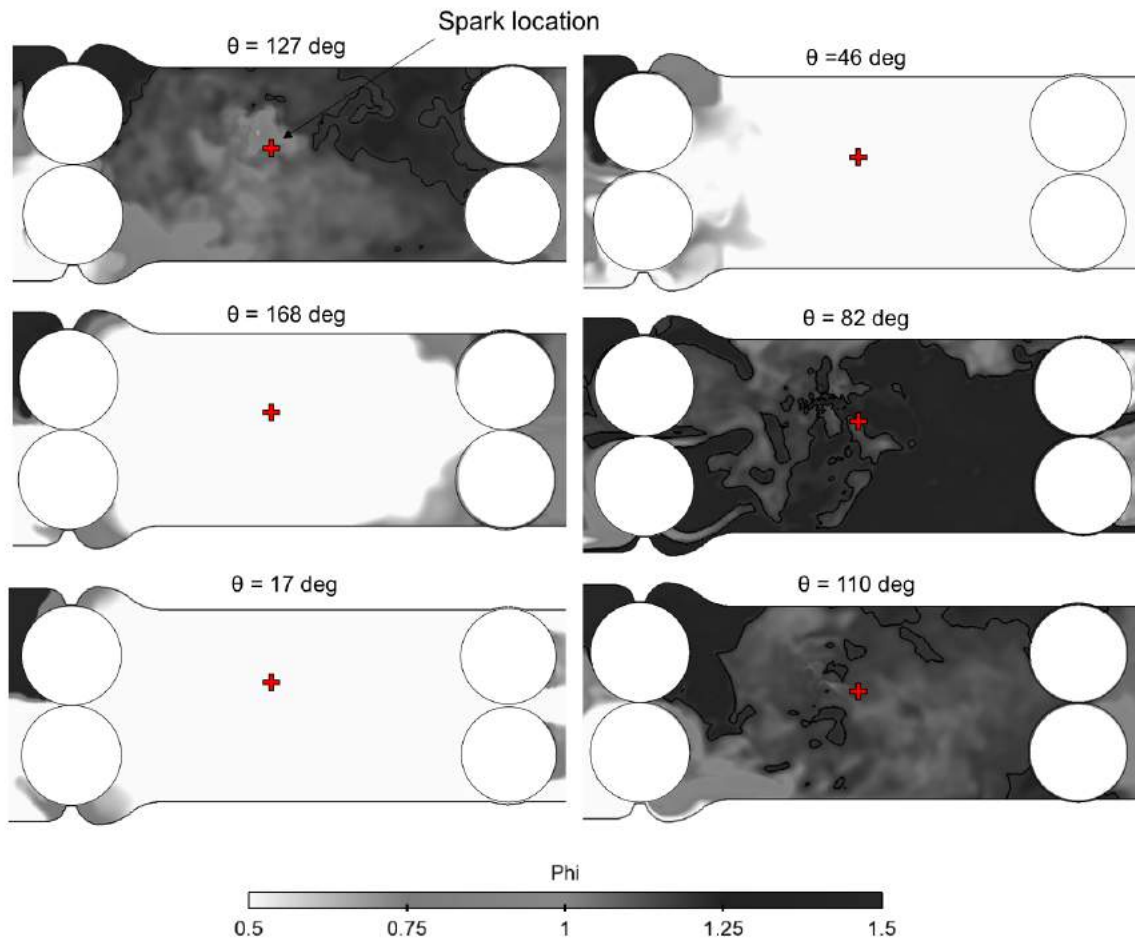 Spark location
θ = 127 deg
θ =46 deg
θ = 168 deg
θ = 82 deg
θ = 17 deg
θ = 110 deg
Phi
0.5 0.75 1 1.25 1.5